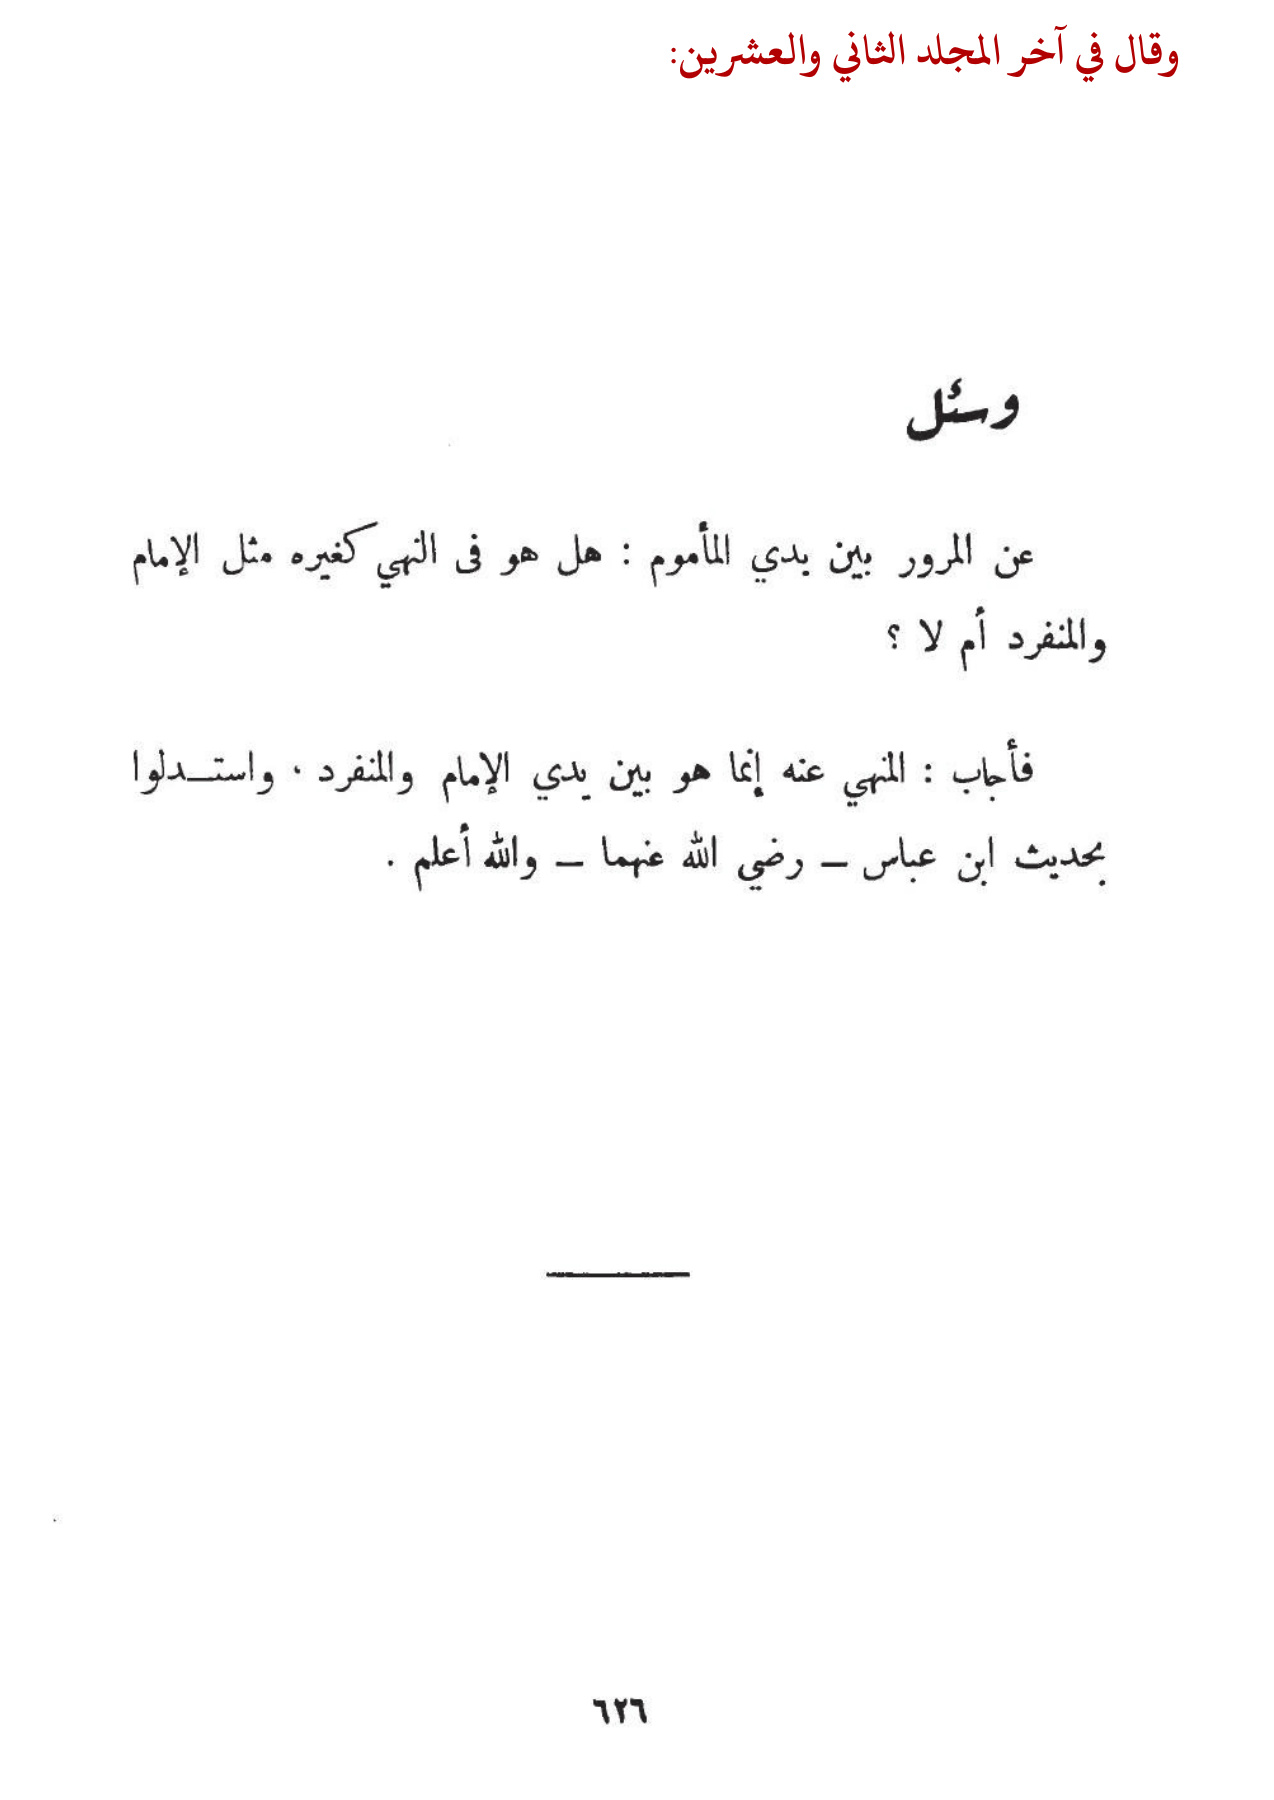 وقال في آخر المجلد الثاني والعشرين:
وسئل
عن المرور بين يدي المأموم : هل هو فى النهي كغيره مثل الإمام
والمنفرد أم لا ؟
فأجاب : المنهي عنه إنما هو بين يدي الإمام والمنفرد ، واستدلوا
بحديث ابن عباس – رضي الله عنهما – والله أعلم .
٦٢٦